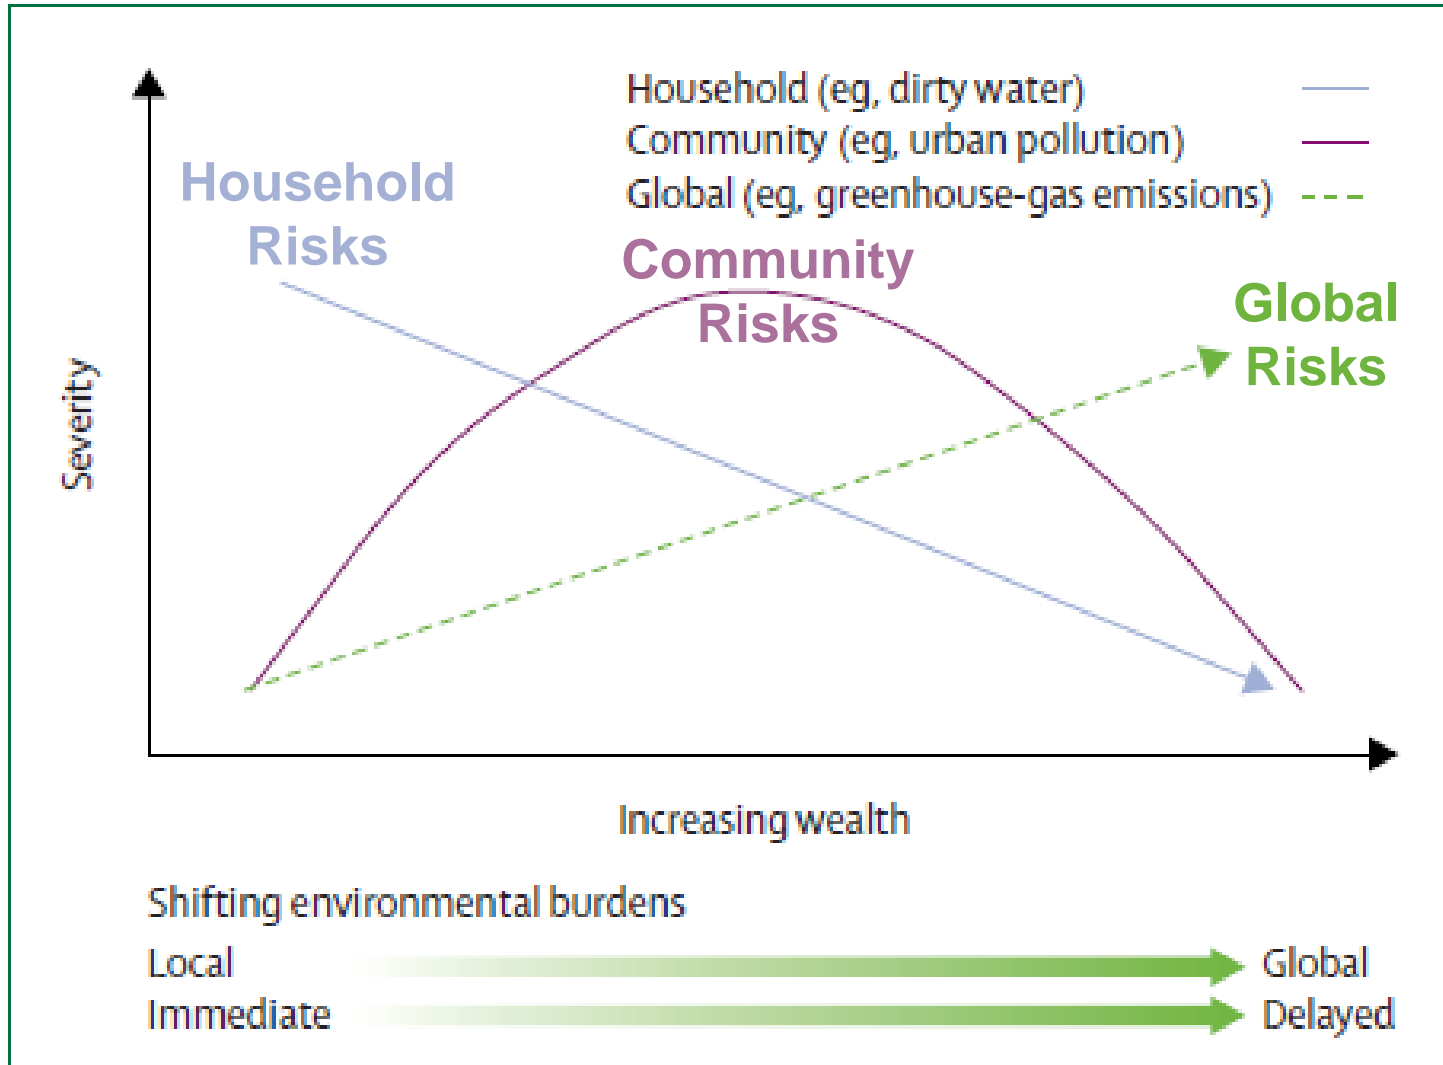 Household (eg, dirty water)
Community (eg, urban pollution)
Global (eg, greenhouse-gas emissions)
Household
Risks
Community
Risks
Global
Risks
Severity
Increasing wealth
Shifting environmental burdens
Local Global
Immediate Delayed